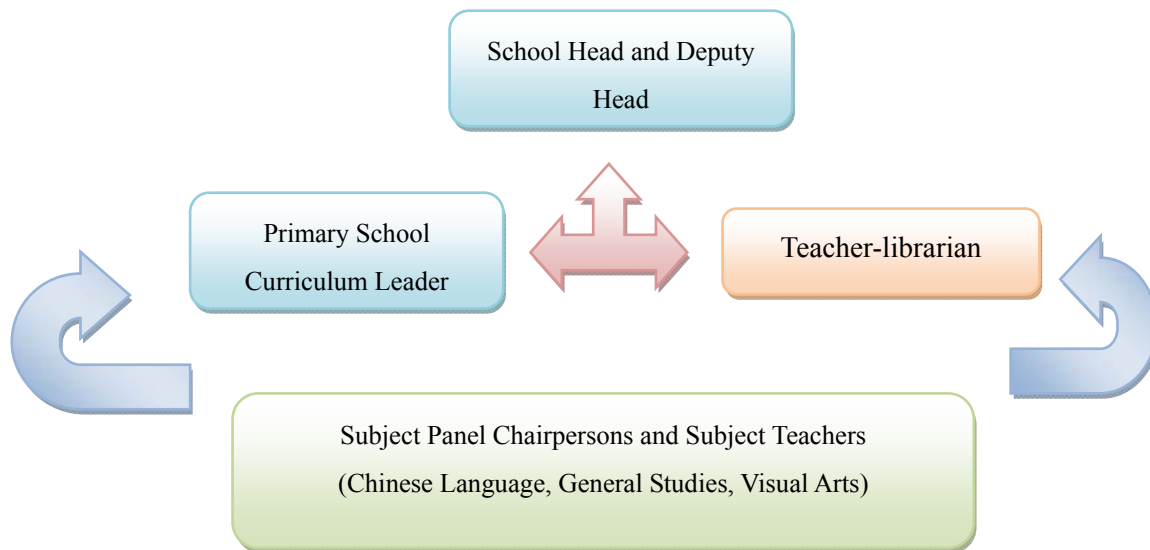 School Head and Deputy
Head
Primary School
Curriculum Leader
Teacher-librarian
Subject Panel Chairpersons and Subject Teachers
(Chinese Language, General Studies, Visual Arts)